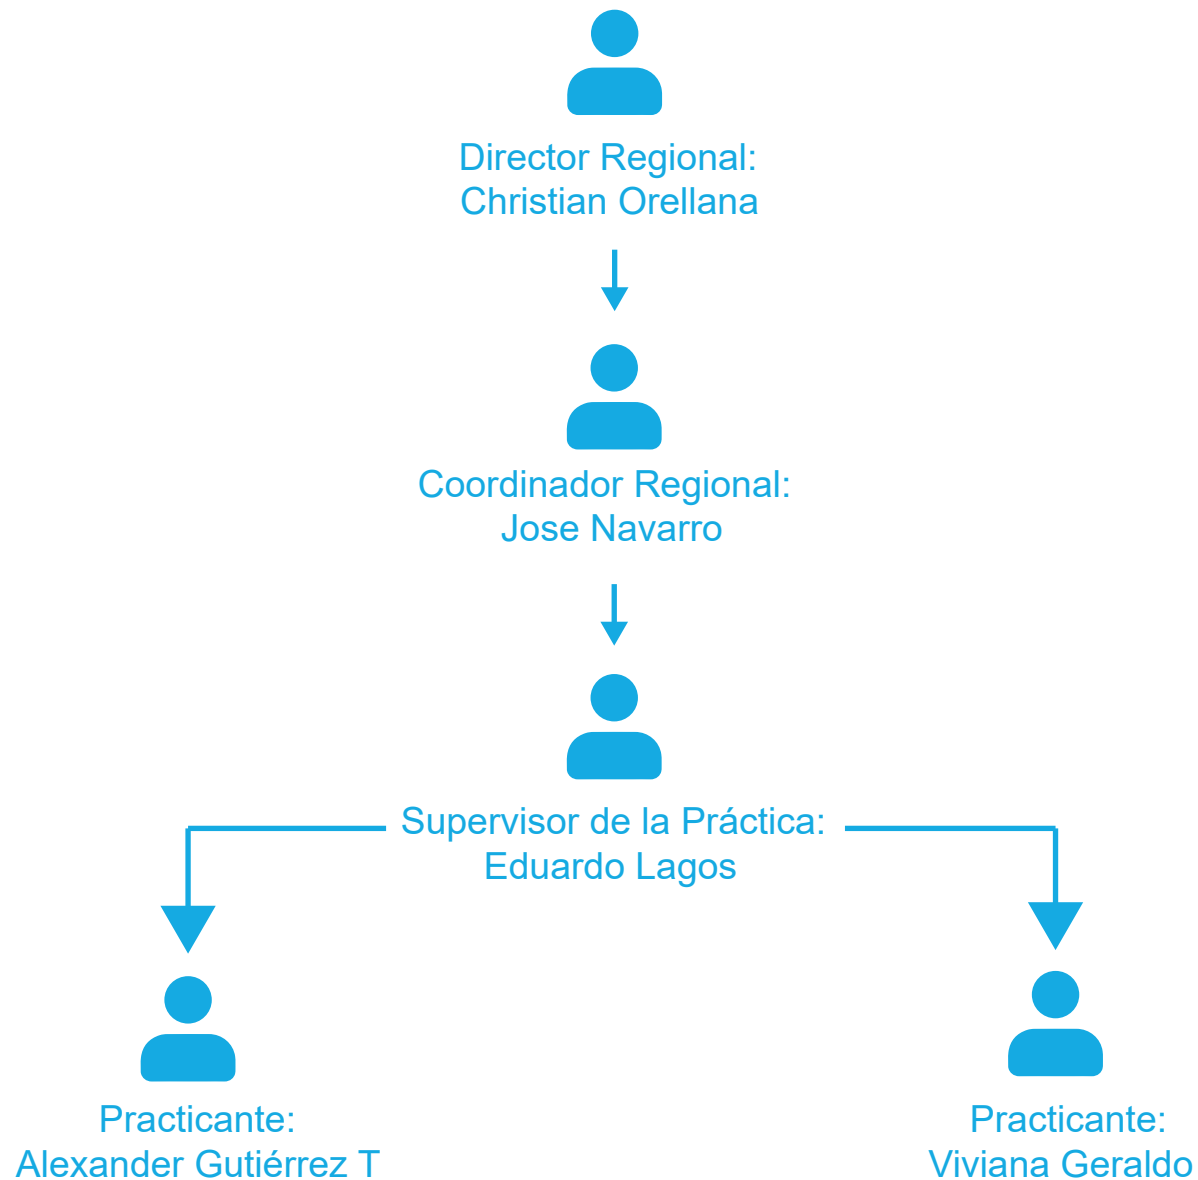 Director Regional:
Christian Orellana
Coordinador Regional:
Jose Navarro
Supervisor de la Práctica:
Eduardo Lagos
Practicante:
Alexander Gutiérrez T
Practicante:
Viviana Geraldo